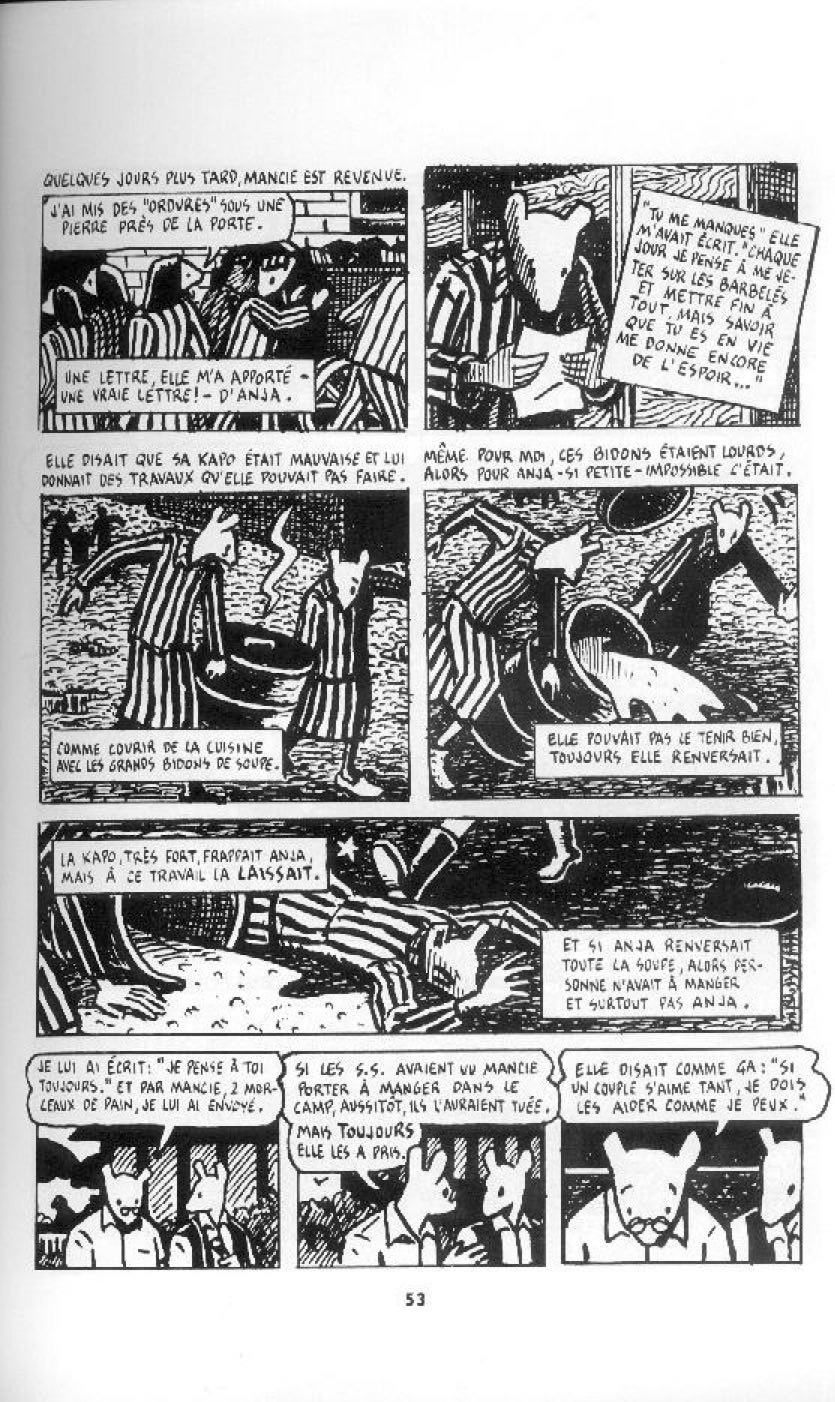 QUELQUES JOURS PLUS TARD, MANCIE EST REVENUE.
J'AI MIS DES "ORDURES" SOUS UNE
PIERRE PRÈS DE LA PORTE.
UNE LETTRE, ELLE M'A APPORTÉ -
UNE VRAIE LETTRE! - D'ANJA.
"TU ME MANQUES" ELLE
M'AVAIT ÉCRIT. "CHAQUE
JOUR JE PENSE À ME JE-
TER SUR LES BARBELÉS
ET METTRE FIN À
TOUT. MAIS SAVOIR
QUE TU ES EN VIE
ME DONNE ENCORE
DE L'ESPOIR..."
ELLE DISAIT QUE SA KAPO ÉTAIT MAUVAISE ET LUI
DONNAIT DES TRAVAUX QU'ELLE POUVAIT PAS FAIRE.
COMME COURIR DE LA CUISINE
AVEC LES GRANDS BIDONS DE SOUPE.
MÊME POUR MOI, CES BIDONS ÉTAIENT LOURDS,
ALORS POUR ANJA - SI PETITE - IMPOSSIBLE C'ÉTAIT.
ELLE POUVAIT PAS LE TENIR BIEN,
TOUJOURS ELLE RENVERSAIT.
LA KAPO, TRÈS FORT, FRAPPAIT ANJA,
MAIS À CE TRAVAIL LA LAISSAIT.
ET SI ANJA RENVERSAIT
TOUTE LA SOUPE, ALORS PER-
SONNE N'AVAIT À MANGER
ET SURTOUT PAS ANJA.
JE LUI AI ÉCRIT: "JE PENSE À TOI
TOUJOURS." ET PAR MANCIE, 2 MOR-
CEAUX DE PAIN, JE LUI AI ENVOYÉ.
SI LES S.S. AVAIENT VU MANCIE
PORTER À MANGER DANS LE
CAMP, AUSSITÔT, ILS L'AURAIENT TUÉE.
MAIS TOUJOURS
ELLE LES A PRIS.
ELLE DISAIT COMME ÇA: "SI
UN COUPLE S'AIME TANT, JE DOIS
LES AIDER COMME JE PEUX."
53